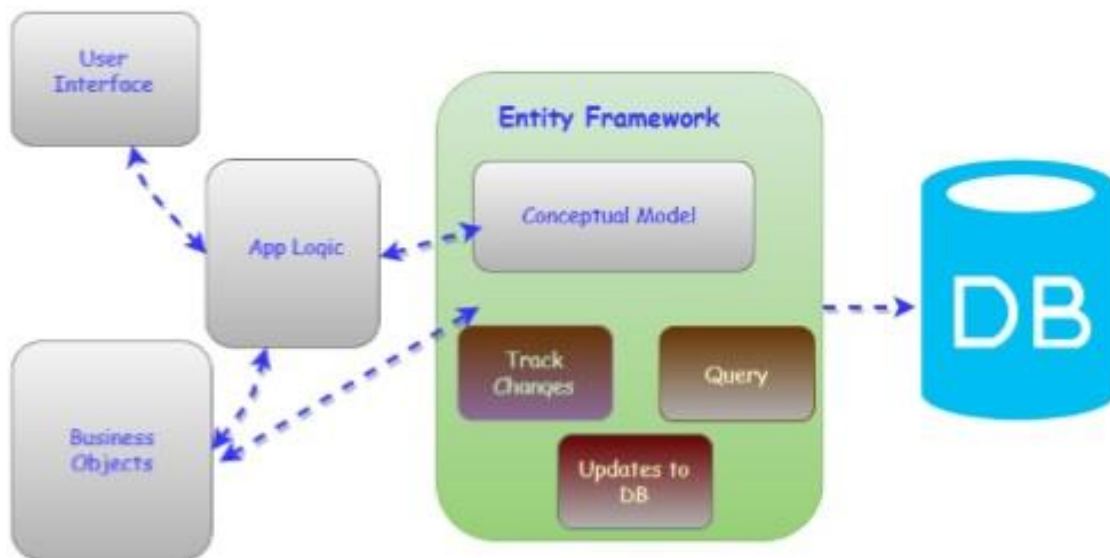 User
Interface
Entity Framework
Conceptual Model
App Logic
Track
Changes
Query
Business
Objects
Updates to
DB
DB